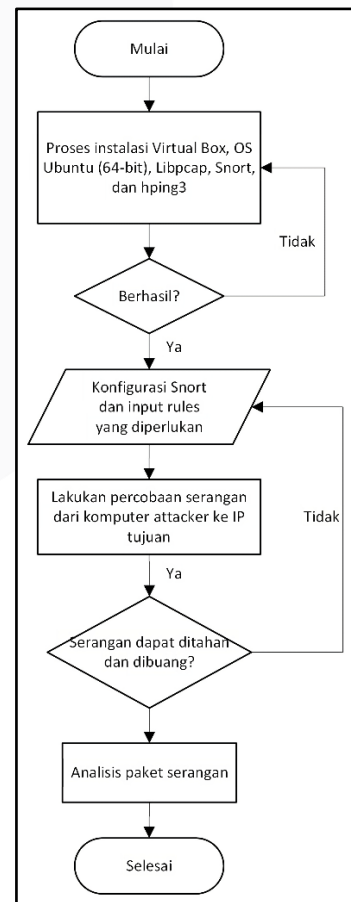 Mulai
Proses instalasi Virtual Box, OS
Ubuntu (64-bit), Libpcap, Snort,
dan hping3
Tidak
Berhasil?
Ya
Konfigurasi Snort
dan input rules
yang diperlukan
Lakukan percobaan serangan
dari komputer attacker ke IP
tujuan
Tidak
Ya
Serangan dapat ditahan
dan dibuang?
Analisis paket serangan
Selesai